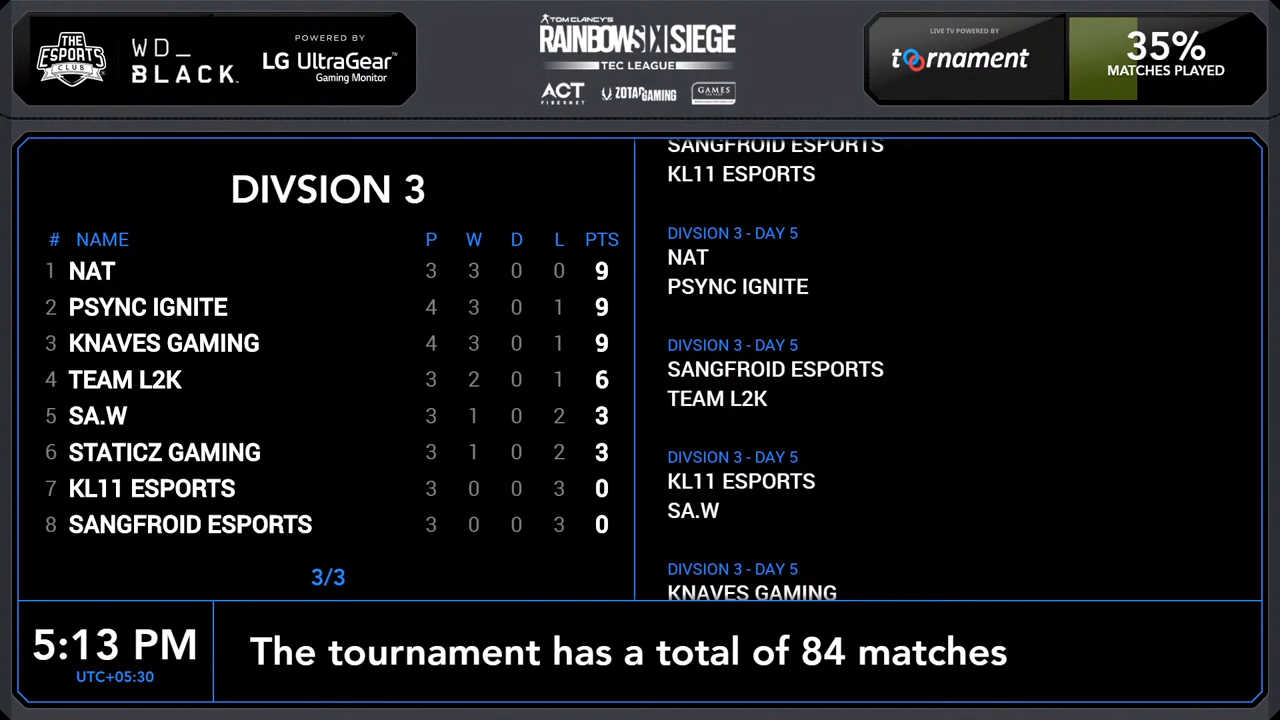 THE
ESPORTS
CLUB
WD_
BLACK.
POWERED BY
LG UltraGear™
Gaming Monitor
TOM CLANCY'S
RAINBOW SIX SIEGE
TEC LEAGUE
ACT
FIBERNET
ZOTAC GAMING
GAMES
LIVE TV POWERED BY
tournament
35%
MATCHES PLAYED
DIVSION 3
# NAME P W D L PTS
1 NAT 3 3 0 0 9
2 PSYNC IGNITE 4 3 0 1 9
3 KNAVES GAMING 4 3 0 1 9
4 TEAM L2K 3 2 0 1 6
5 SA.W 3 1 0 2 3
6 STATICZ GAMING 3 1 0 2 3
7 KL11 ESPORTS 3 0 0 3 0
8 SANGFROID ESPORTS 3 0 0 3 0
3/3
SANGFROID ESPORTS
KL11 ESPORTS
DIVSION 3 - DAY 5
NAT
PSYNC IGNITE
DIVSION 3 - DAY 5
SANGFROID ESPORTS
TEAM L2K
DIVSION 3 - DAY 5
KL11 ESPORTS
SA.W
DIVSION 3 - DAY 5
KNAVES GAMING
5:13 PM
UTC+05:30
The tournament has a total of 84 matches